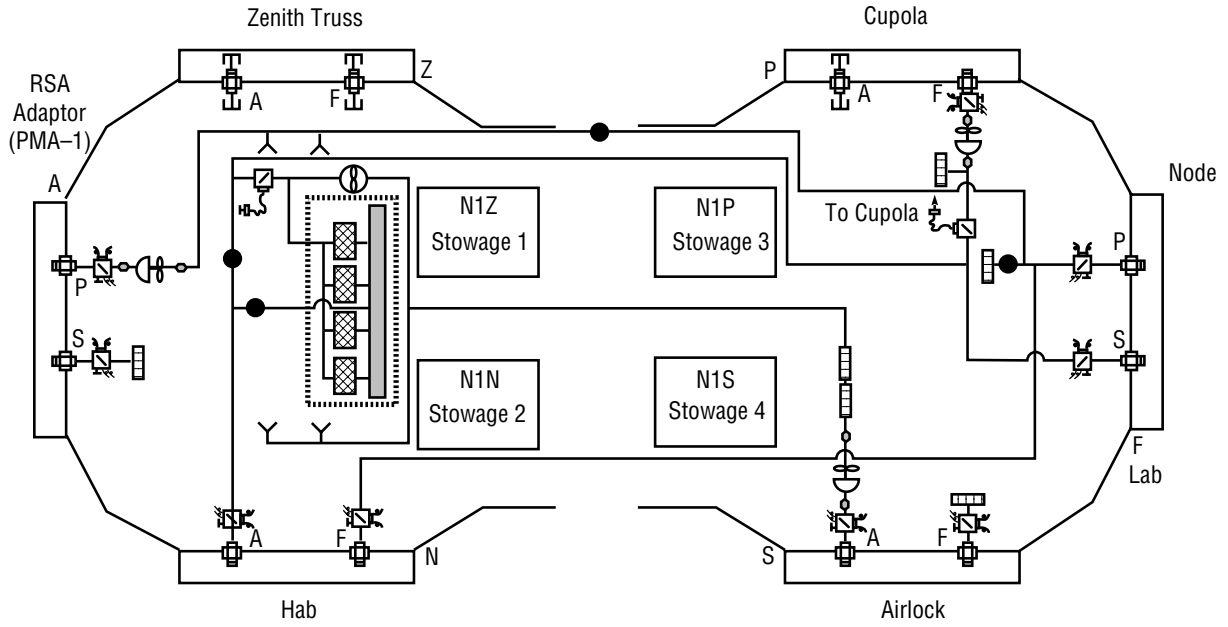 Zenith Truss
Cupola
RSA
Adaptor
(PMA–1)
Z
P
A
F
A
F
A
Node
N1Z
Stowage 1
N1P
Stowage 3
To Cupola
P
P
S
S
N1N
Stowage 2
N1S
Stowage 4
F
Lab
A
F
N
S
A
F
Hab
Airlock